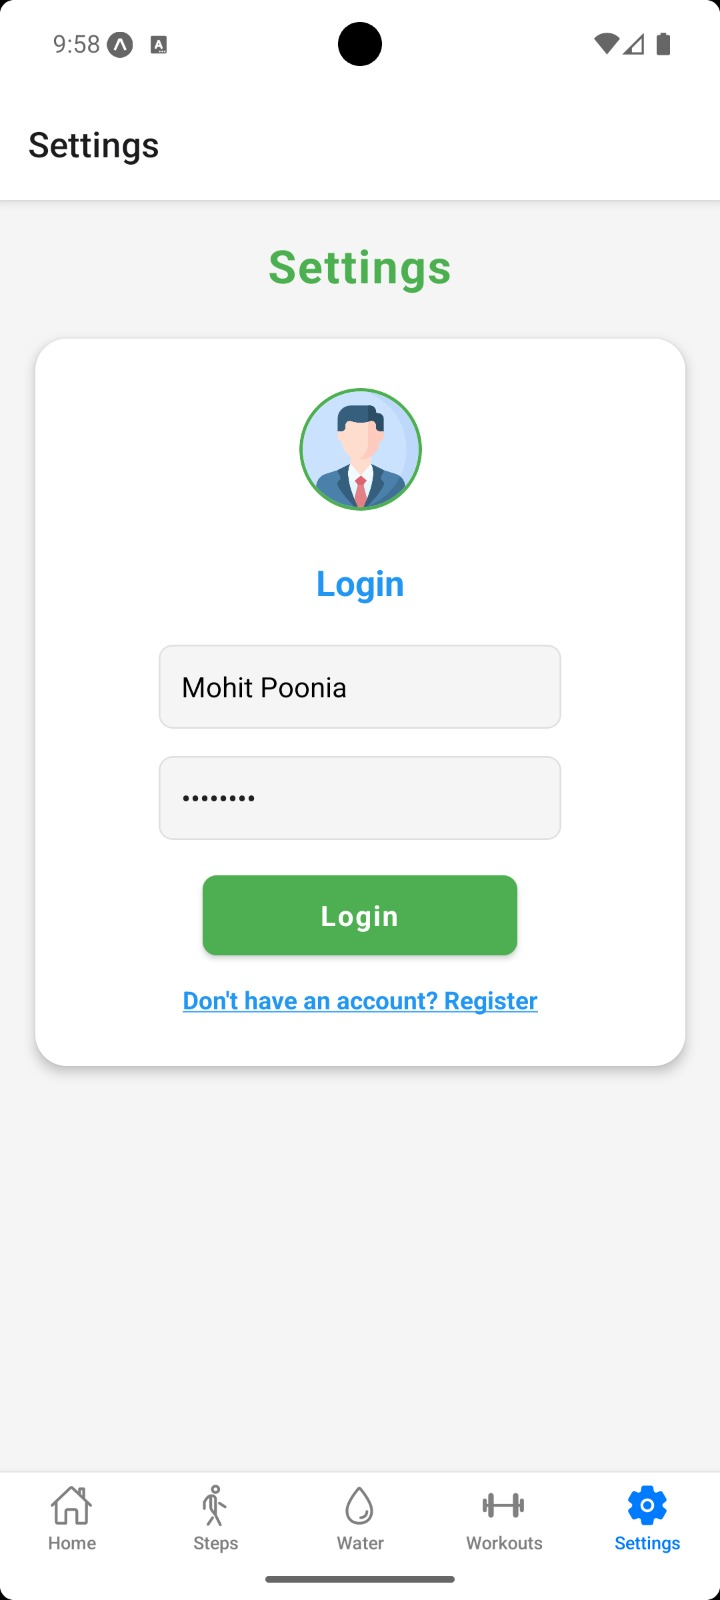 9:58
Settings
Settings
Login
Mohit Poonia
••••••••
Login
Don't have an account? Register
Home Steps Water Workouts Settings